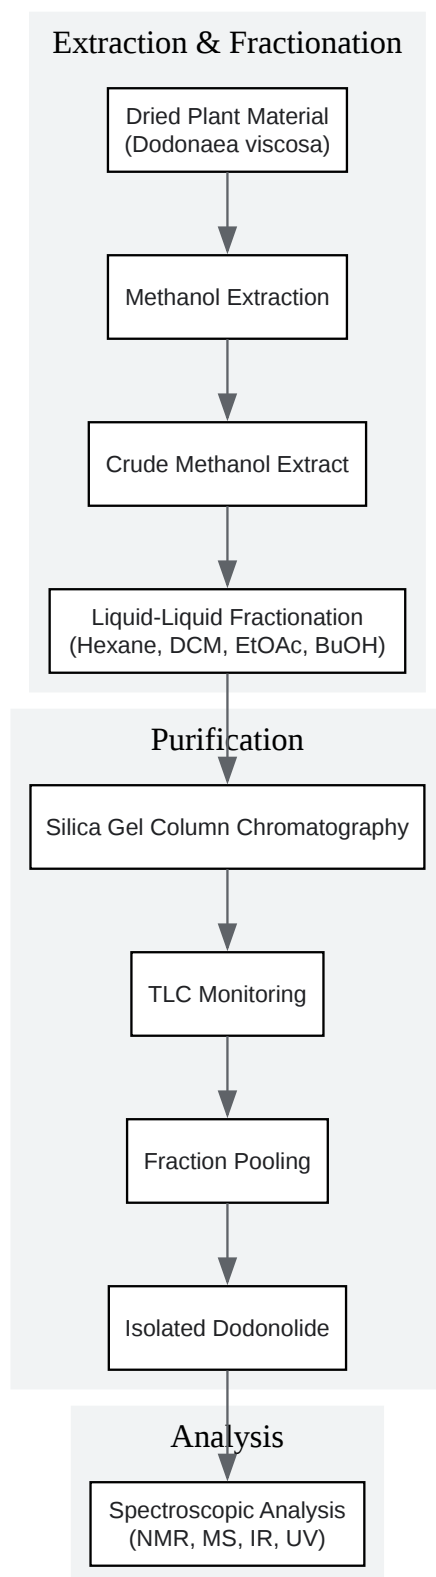 Extraction & Fractionation
Dried Plant Material
(Dodonaea viscosa)
Methanol Extraction
Crude Methanol Extract
Liquid-Liquid Fractionation
(Hexane, DCM, EtOAc, BuOH)
Purification
Silica Gel Column Chromatography
TLC Monitoring
Fraction Pooling
Isolated Dodonolide
Analysis
Spectroscopic Analysis
(NMR, MS, IR, UV)